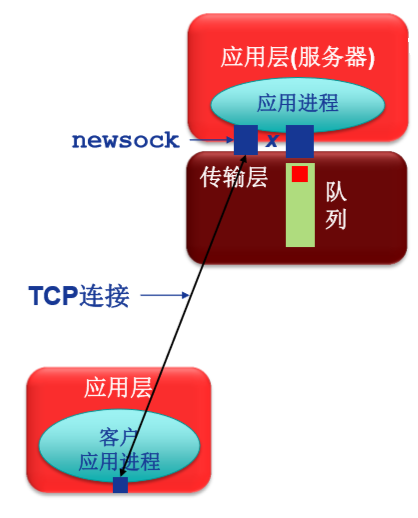 应用层(服务器)
应用进程
newsock
x
传输层
队
列
TCP连接
应用层
客户
应用进程